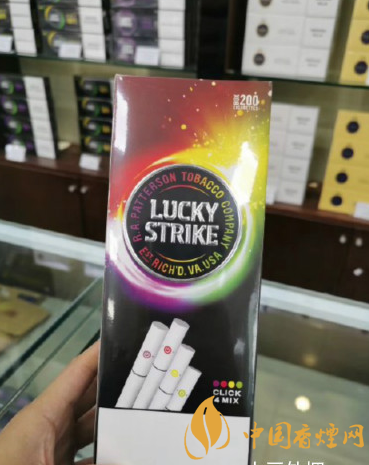 200
LUCKY
STRIKE
R.A PATTERSON TOBACCO COMPANY
EST RICH'D. VA. USA
CLICK
4 MIX
中国香烟网